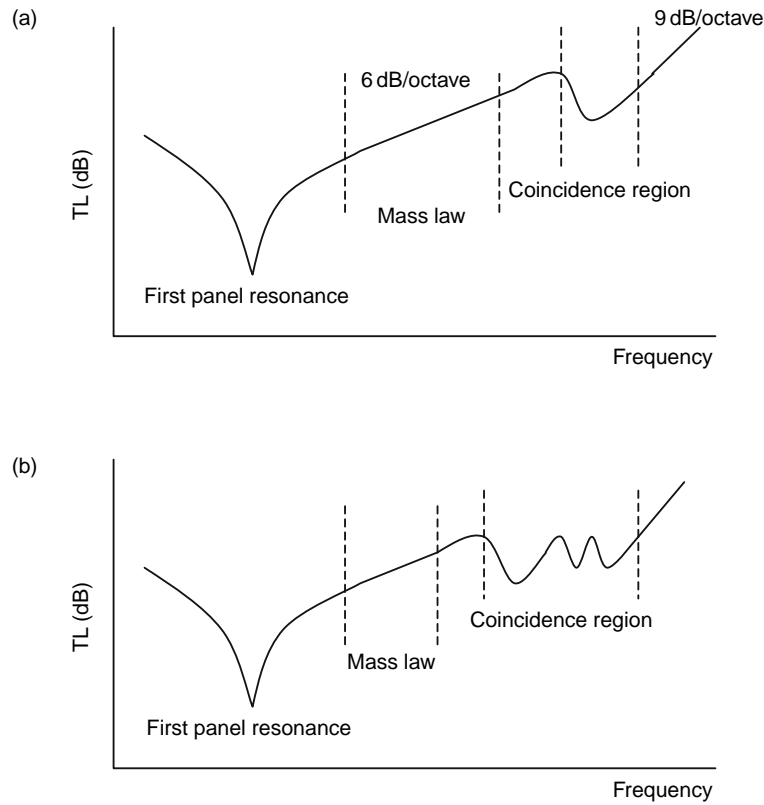 (a)
9 dB/octave
6 dB/octave
TL (dB)
Coincidence region
Mass law
First panel resonance
Frequency
(b)
TL (dB)
Coincidence region
Mass law
First panel resonance
Frequency